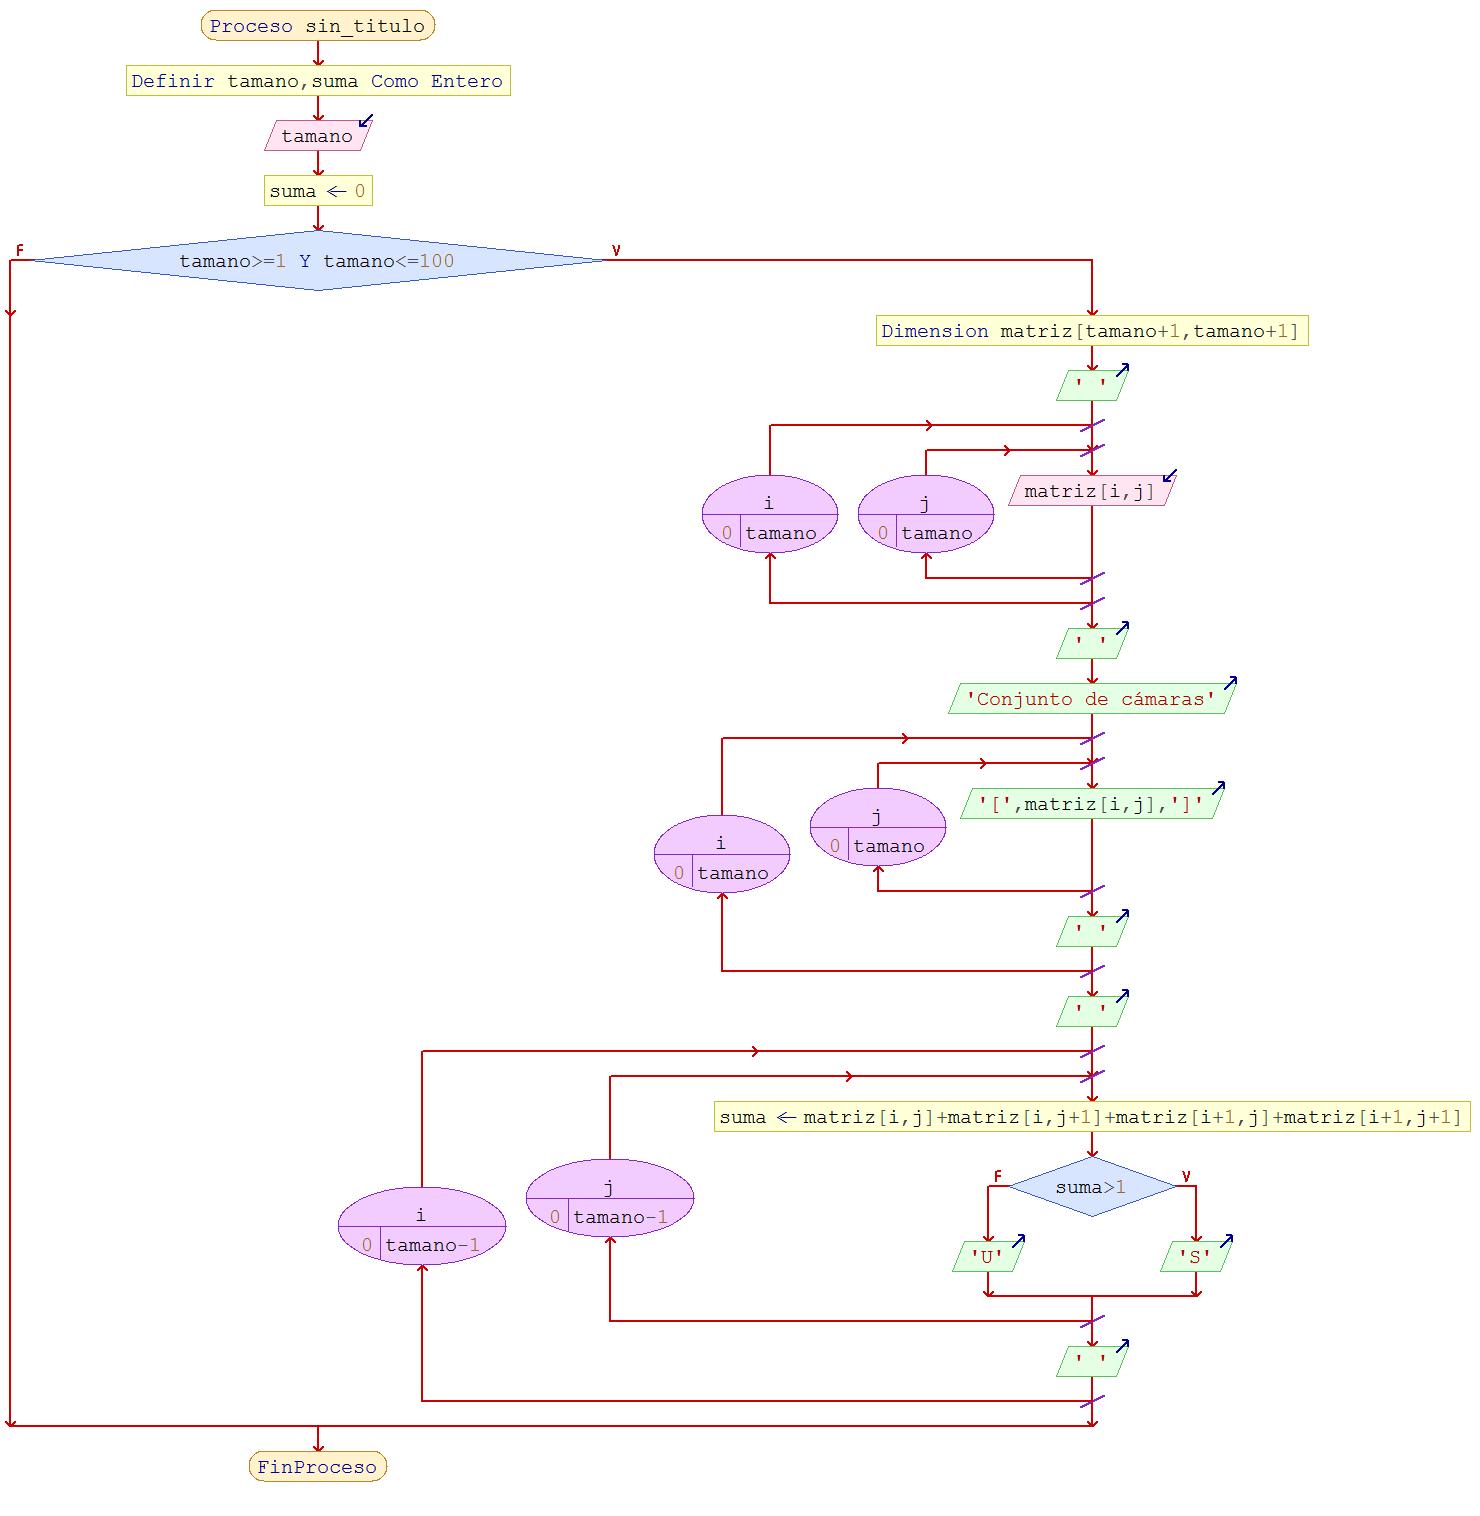 Proceso sin_titulo
Definir tamano,suma Como Entero
tamano
suma ← 0
F
V
tamano>=1 Y tamano<=100
Dimension matriz[tamano+1,tamano+1]
' '
i
0 tamano
j
0 tamano
matriz[i,j]
' '
'Conjunto de cámaras'
i
0 tamano
j
0 tamano
'[',matriz[i,j],']'
' '
' '
i
0 tamano-1
j
0 tamano-1
suma ← matriz[i,j]+matriz[i,j+1]+matriz[i+1,j]+matriz[i+1,j+1]
F
V
suma>1
'U'
'S'
' '
FinProceso